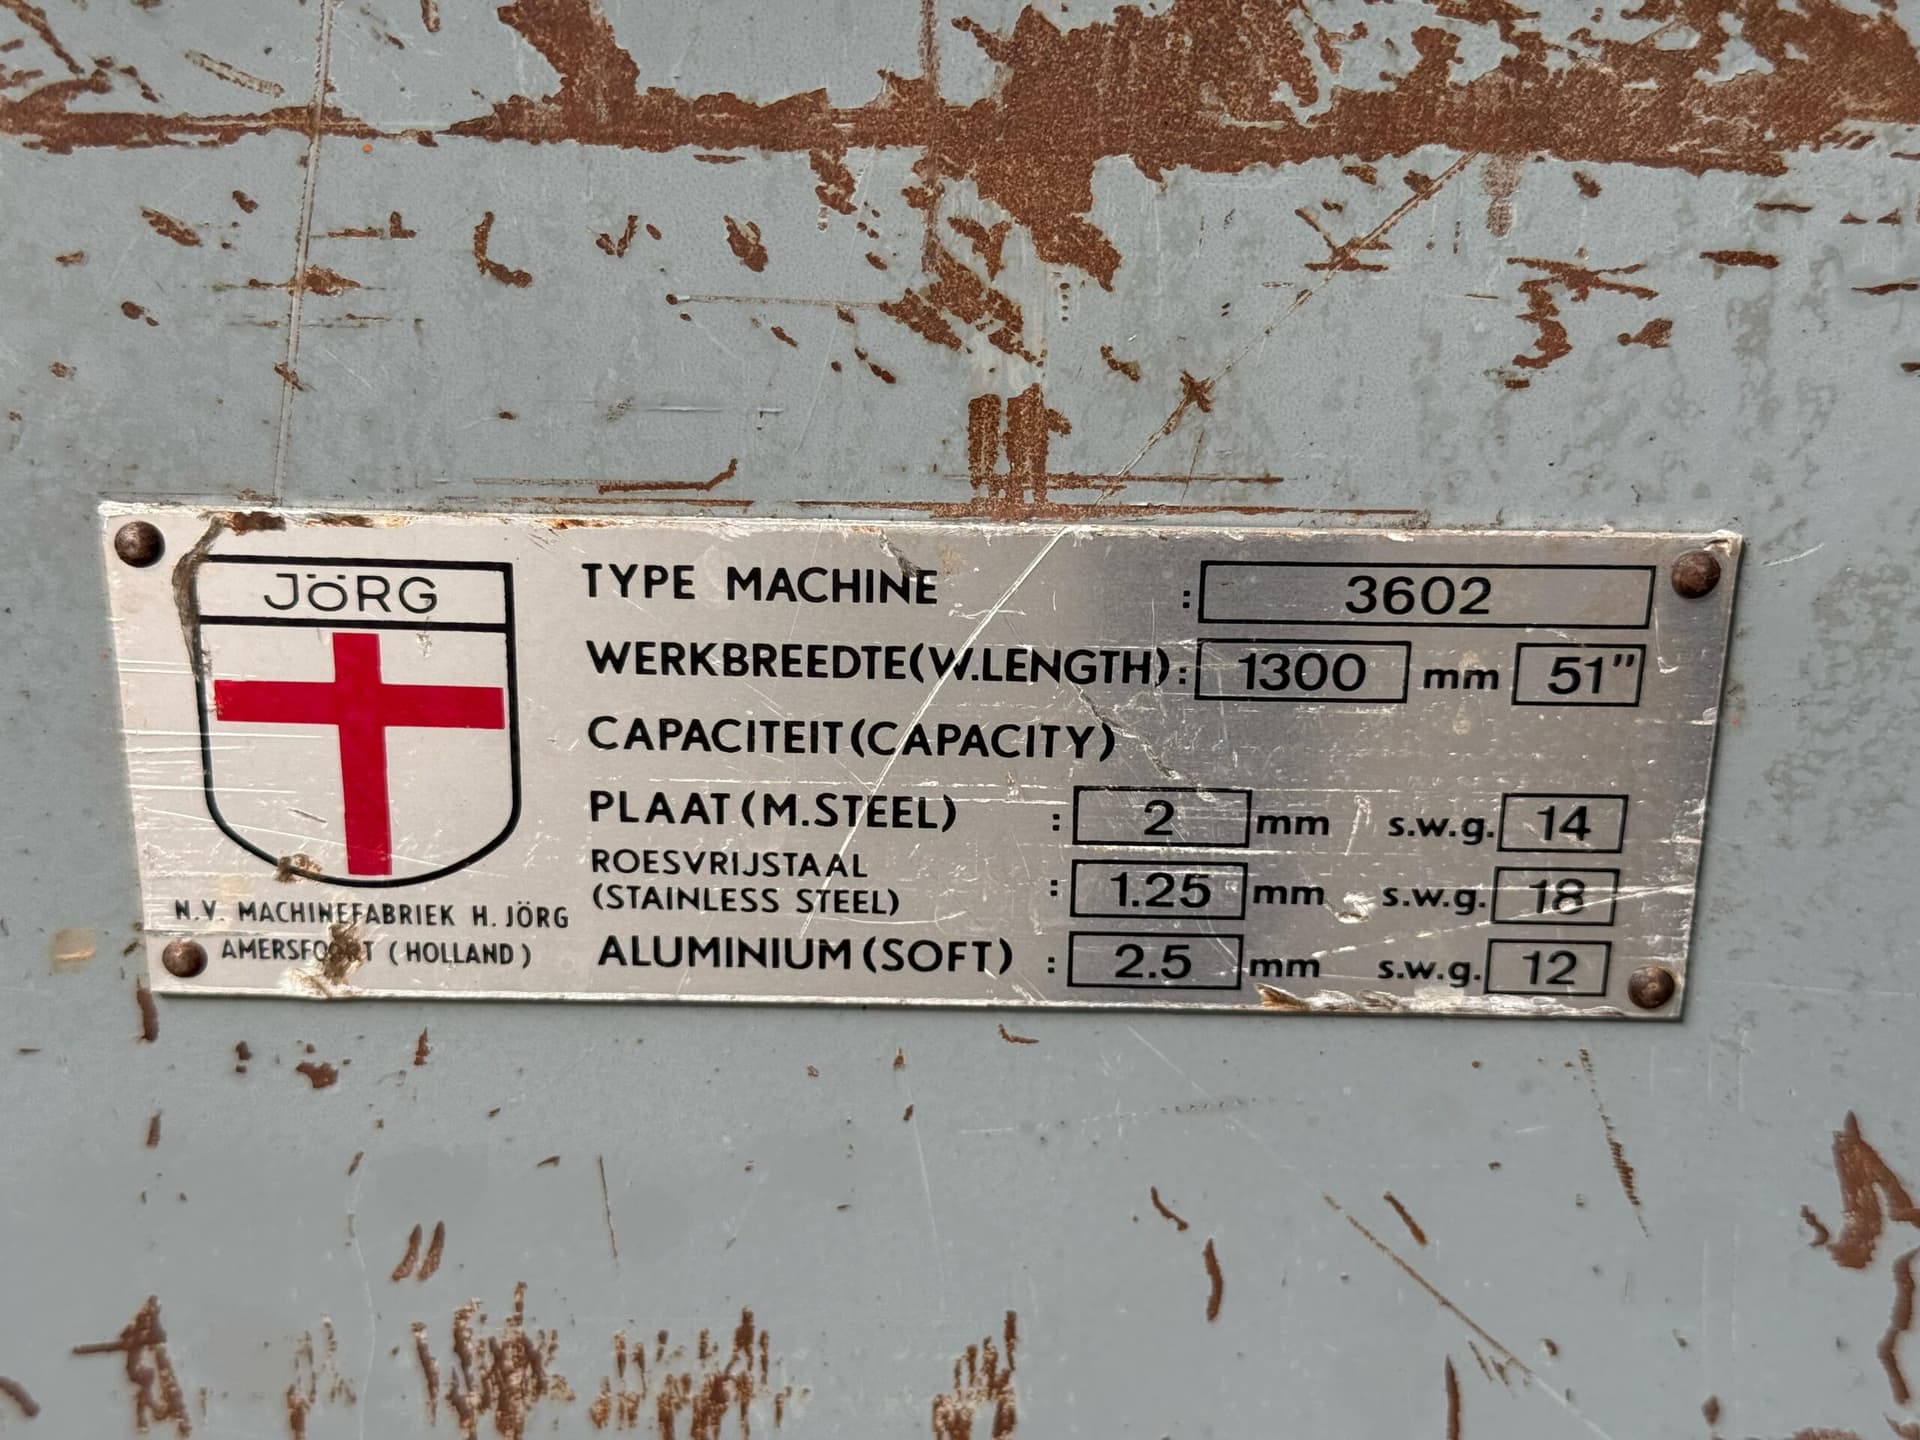 JöRG
N.V. MACHINEFABRIEK H. JÖRG
AMERSFOORT (HOLLAND)
TYPE MACHINE : 3602
WERKBREEDTE (W.LENGTH) : 1300 mm 51"
CAPACITEIT (CAPACITY)
PLAAT (M.STEEL) : 2 mm s.w.g. 14
ROESVRIJSTAAL
(STAINLESS STEEL) : 1.25 mm s.w.g. 18
ALUMINIUM (SOFT) : 2.5 mm s.w.g. 12